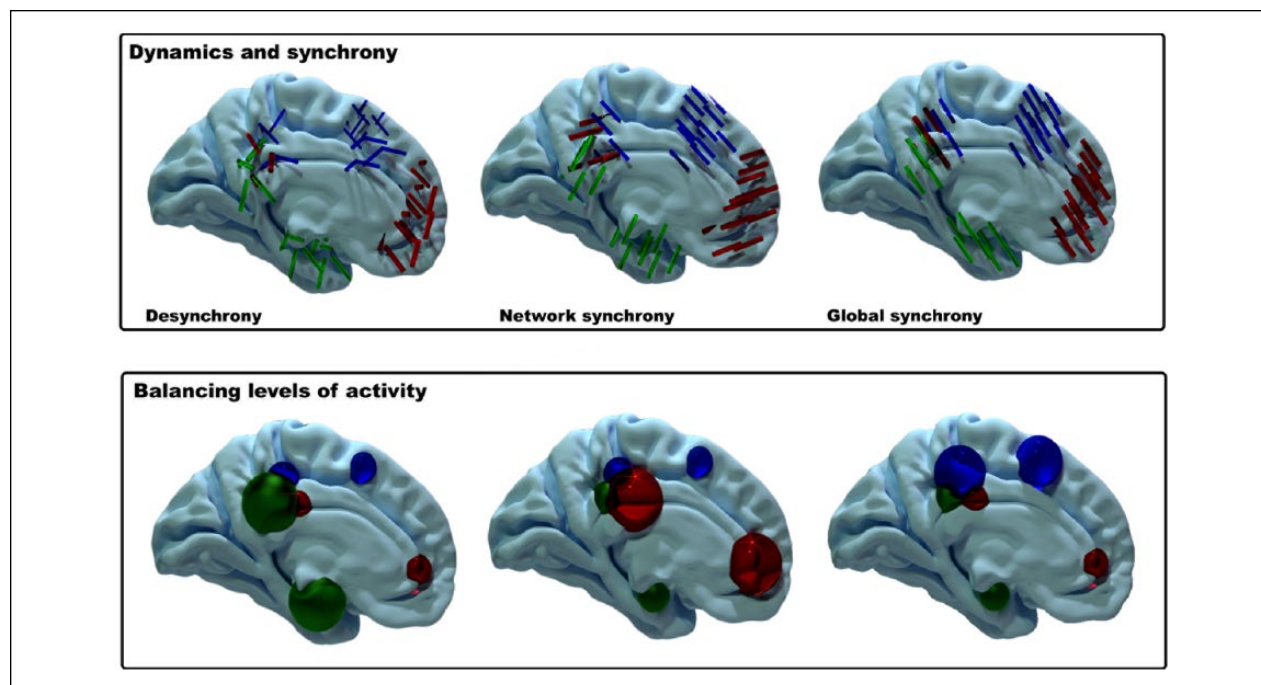 Dynamics and synchrony
Desynchrony
Network synchrony
Global synchrony
Balancing levels of activity